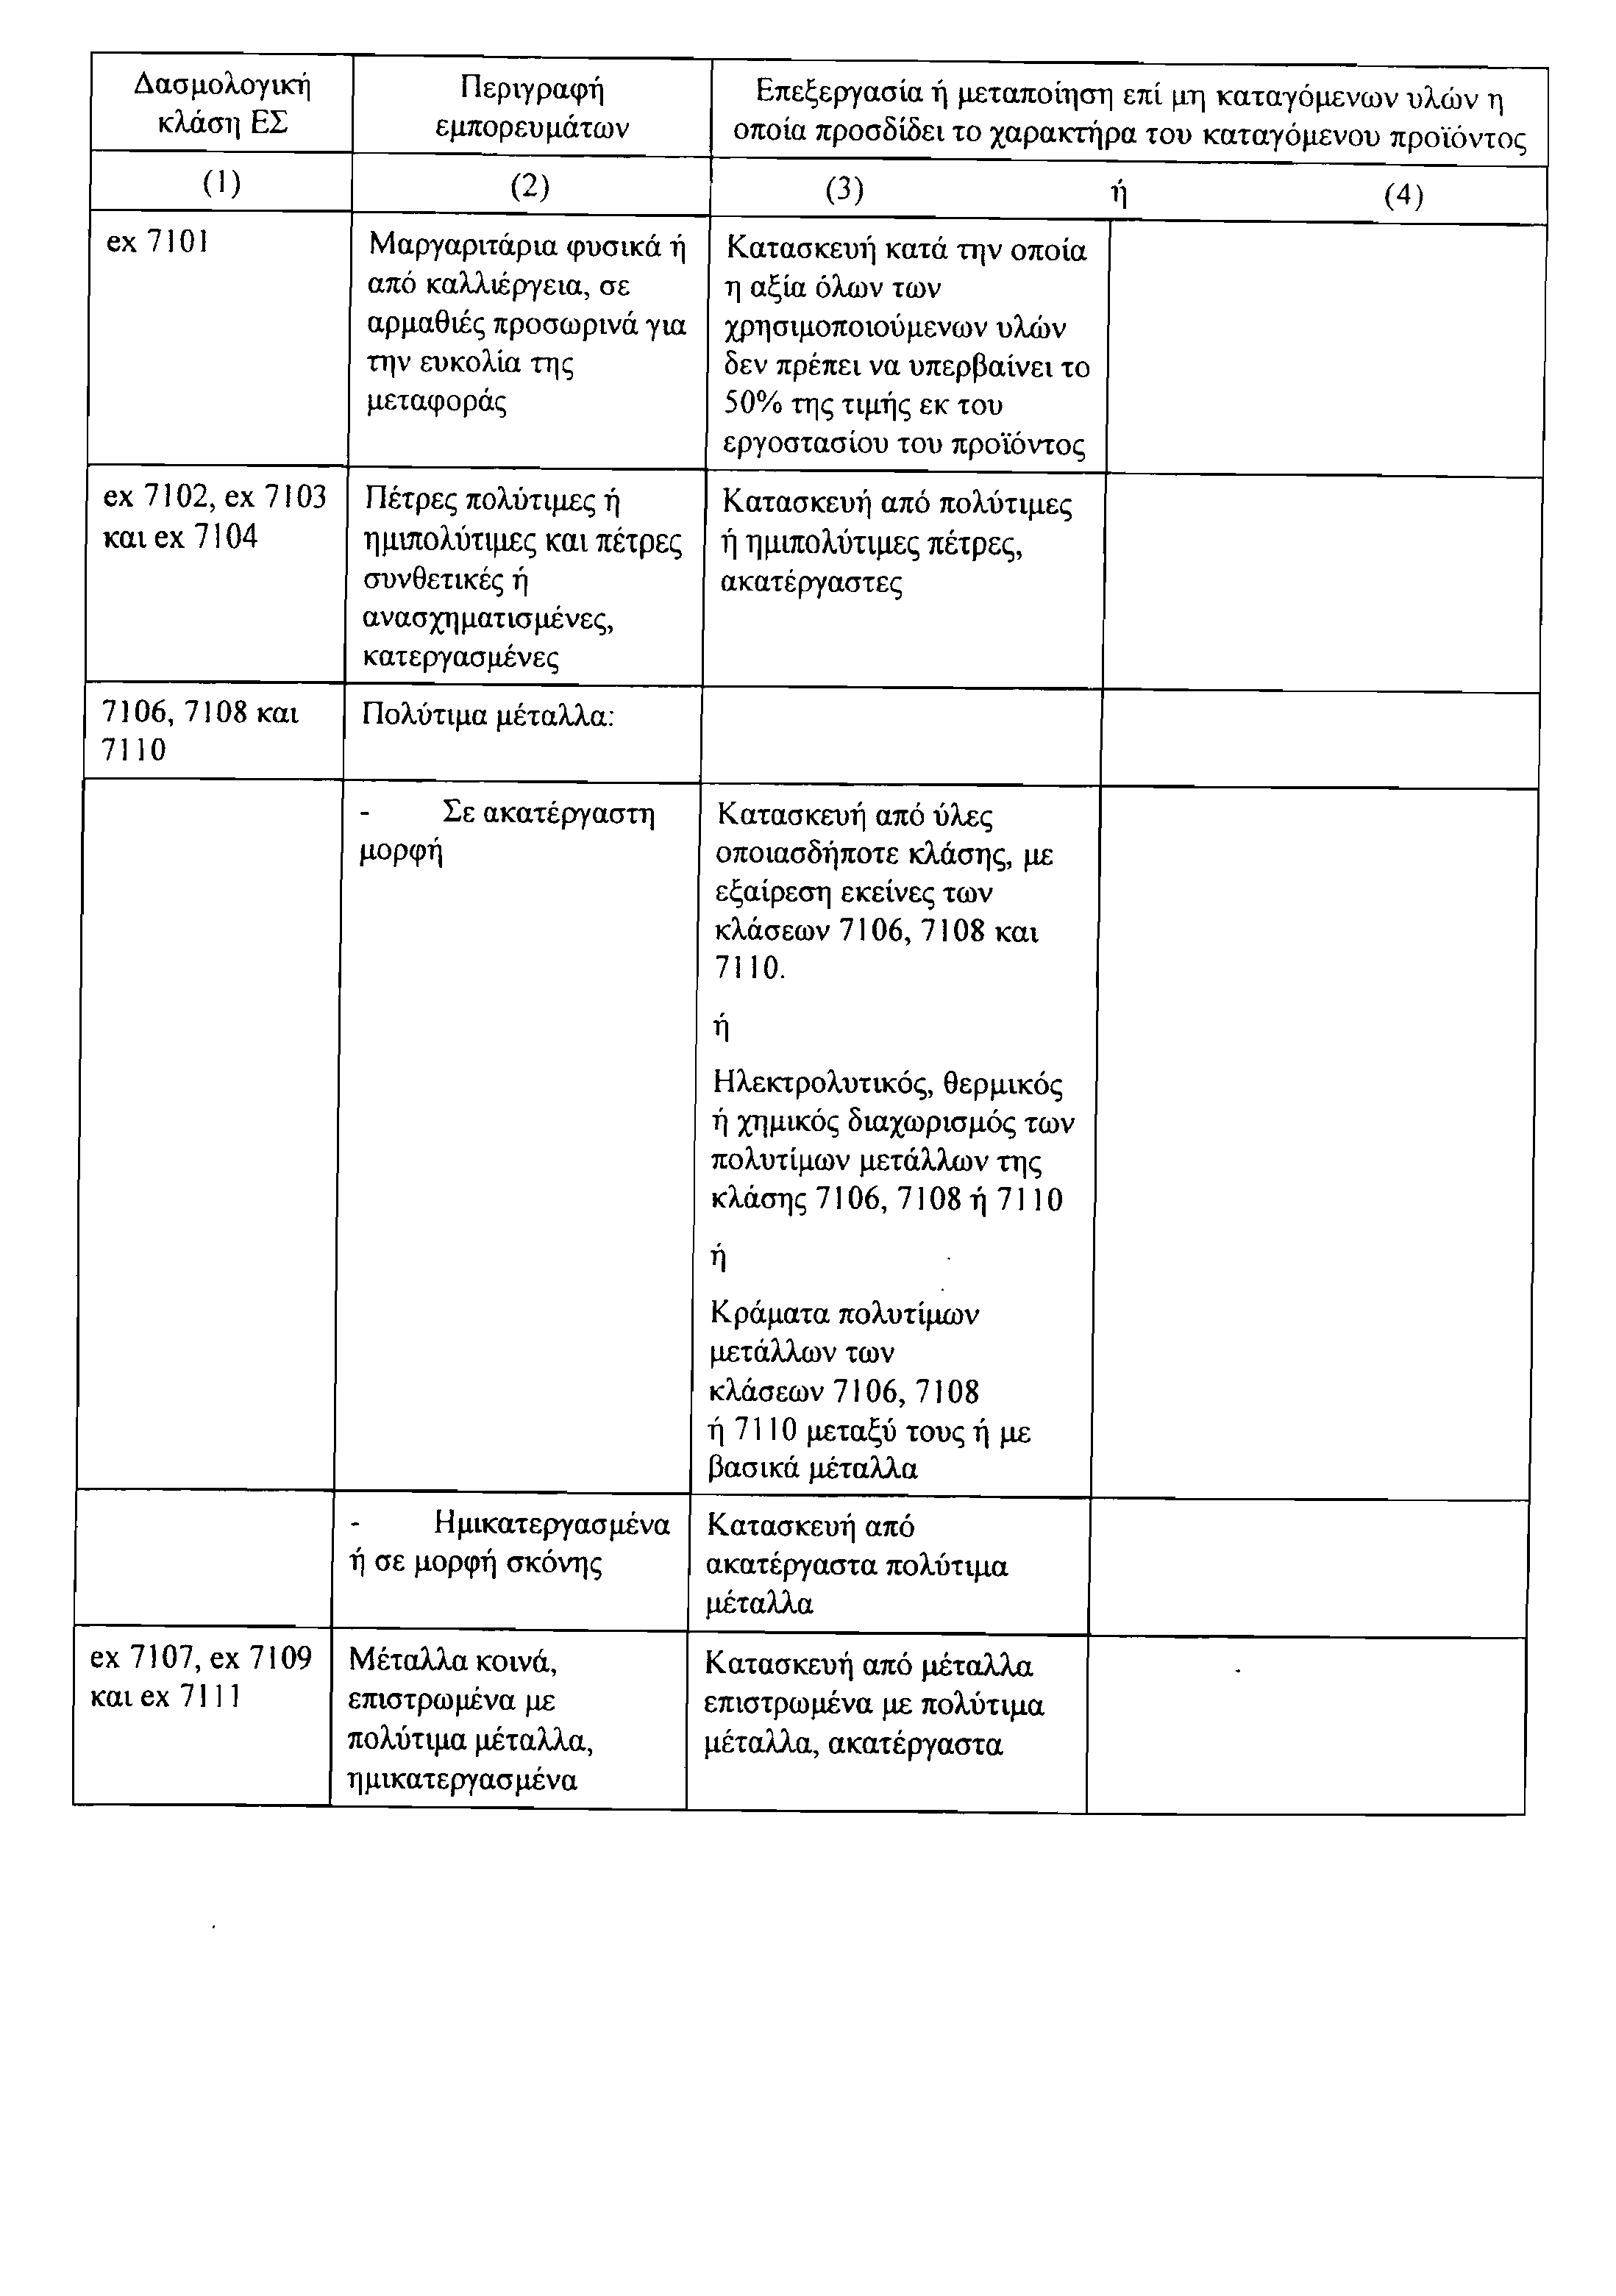 Δασμολογική
κλάση ΕΣ
Περιγραφή
εμπορευμάτων
Επεξεργασία ή μεταποίηση επί μη καταγόμενων υλών η
οποία προσδίδει το χαρακτήρα του καταγόμενου προϊόντος
(1)
(2)
(3) ή (4)
ex 7101
Μαργαριτάρια φυσικά ή
από καλλιέργεια, σε
αρμαθιές προσωρινά για
την ευκολία της
μεταφοράς
Κατασκευή κατά την οποία
η αξία όλων των
χρησιμοποιούμενων υλών
δεν πρέπει να υπερβαίνει το
50% της τιμής εκ του
εργοστασίου του προϊόντος
ex 7102, ex 7103
και ex 7104
Πέτρες πολύτιμες ή
ημιπολύτιμες και πέτρες
συνθετικές ή
ανασχηματισμένες,
κατεργασμένες
Κατασκευή από πολύτιμες
ή ημιπολύτιμες πέτρες,
ακατέργαστες
7106, 7108 και
7110
Πολύτιμα μέταλλα:
- Σε ακατέργαστη
μορφή
Κατασκευή από ύλες
οποιασδήποτε κλάσης, με
εξαίρεση εκείνες των
κλάσεων 7106, 7108 και
7110.
ή
Ηλεκτρολυτικός, θερμικός
ή χημικός διαχωρισμός των
πολυτίμων μετάλλων της
κλάσης 7106, 7108 ή 7110
ή
Κράματα πολυτίμων
μετάλλων των
κλάσεων 7106, 7108
ή 7110 μεταξύ τους ή με
βασικά μέταλλα
- Ημικατεργασμένα
ή σε μορφή σκόνης
Κατασκευή από
ακατέργαστα πολύτιμα
μέταλλα
ex 7107, ex 7109
και ex 7111
Μέταλλα κοινά,
επιστρωμένα με
πολύτιμα μέταλλα,
ημικατεργασμένα
Κατασκευή από μέταλλα
επιστρωμένα με πολύτιμα
μέταλλα, ακατέργαστα